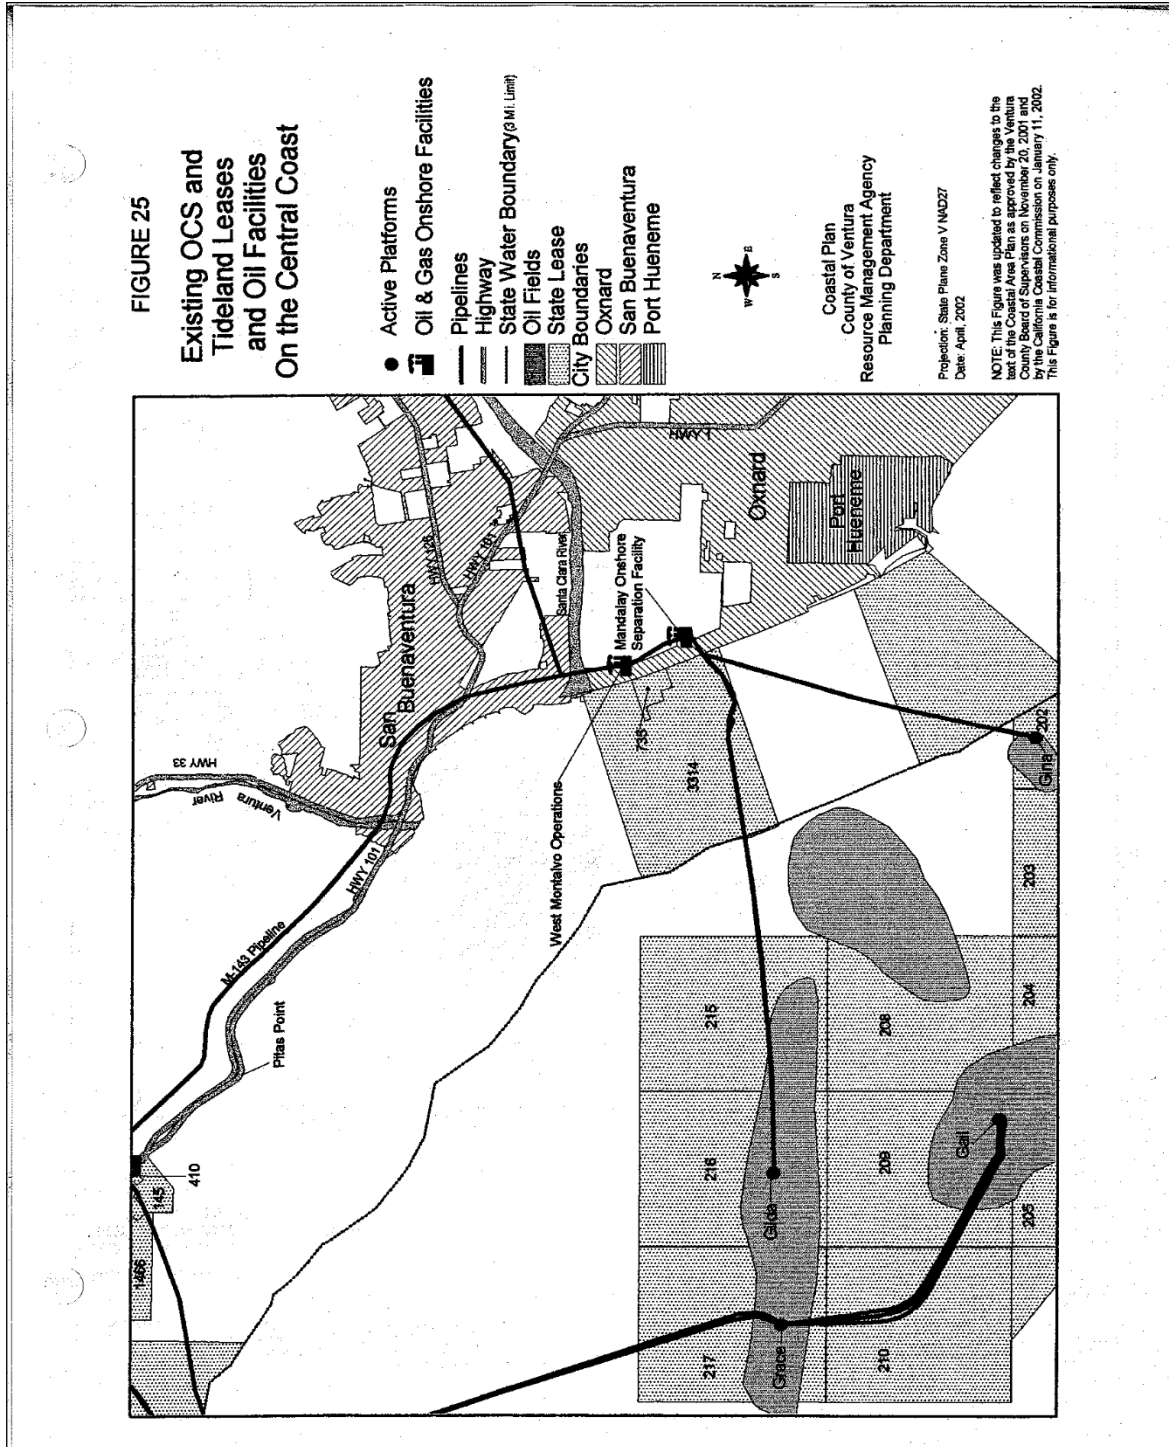 FIGURE 25
Existing OCS and
Tideland Leases
and Oil Facilities
On the Central Coast
Active Platforms
Oil & Gas Onshore Facilities
Pipelines
Highway
State Water Boundary (3 Mi. Limit)
Oil Fields
State Lease
City Boundaries
Oxnard
San Buenaventura
Port Hueneme
N
E
S
W
Coastal Plan
County of Ventura
Resource Management Agency
Planning Department
Projection: State Plane Zone V NAD27
Date: April, 2002
NOTE: This Figure was updated to reflect changes to the
text of the Coastal Area Plan as approved by the Ventura
County Board of Supervisors on November 20, 2001 and
by the California Coastal Commission on January 11, 2002.
This Figure is for informational purposes only.
1466
145
410
Pitas Point
M-143 Pipeline
HWY 101
Ventura
River
HWY 33
San
Buenaventura
HWY 126
HWY 101
Santa Clara River
HWY 1
West Montalvo Operations
Mandalay Onshore
Separation Facility
735
3314
Oxnard
Port
Hueneme
217
216
215
Grace
Gilda
210
209
208
Gail
205
204
203
202
Gina